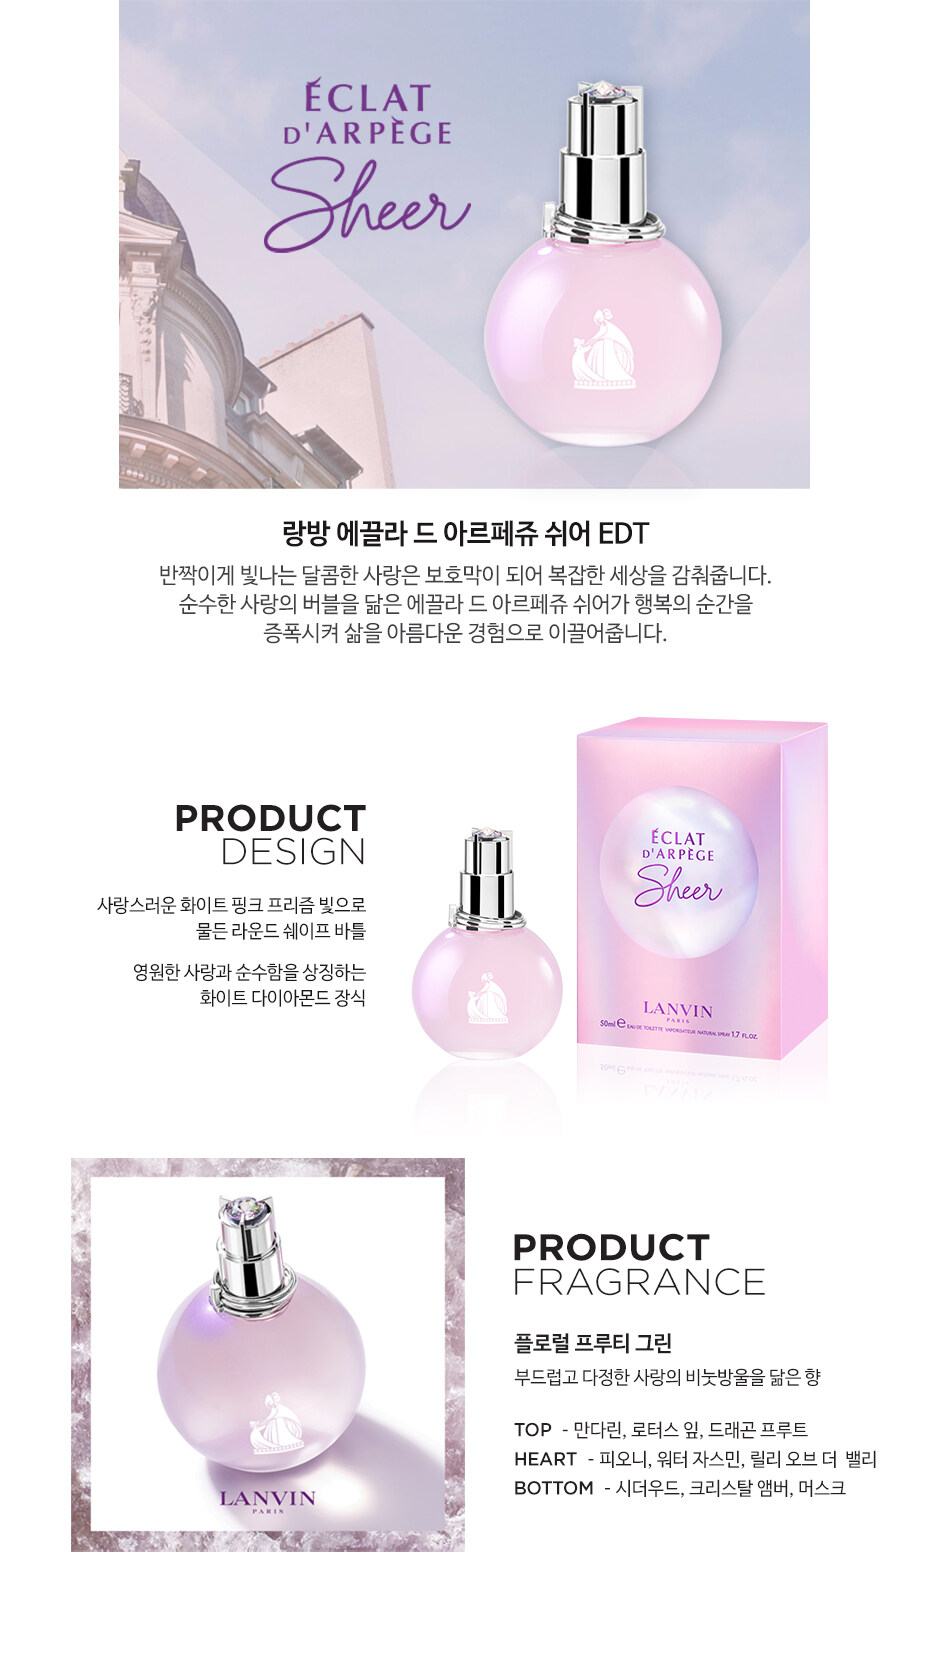 ÉCLAT
D'ARPÈGE
Sheer
랑방 에끌라 드 아르페쥬 쉬어 EDT
반짝이게 빛나는 달콤한 사랑은 보호막이 되어 복잡한 세상을 감춰줍니다.
순수한 사랑의 버블을 닮은 에끌라 드 아르페쥬 쉬어가 행복의 순간을
증폭시켜 삶을 아름다운 경험으로 이끌어줍니다.
PRODUCT
DESIGN
사랑스러운 화이트 핑크 프리즘 빛으로
물든 라운드 쉐이프 바틀
영원한 사랑과 순수함을 상징하는
화이트 다이아몬드 장식
ÉCLAT
D'ARPÈGE
Sheer
LANVIN
PARIS
50ml e EAU DE TOILETTE VAPORISATEUR NATURAL SPRAY 1.7 FL.OZ.
LANVIN
PARIS
PRODUCT
FRAGRANCE
플로럴 프루티 그린
부드럽고 다정한 사랑의 비눗방울을 닮은 향
TOP - 만다린, 로터스 잎, 드래곤 프루트
HEART - 피오니, 워터 자스민, 릴리 오브 더 밸리
BOTTOM - 시더우드, 크리스탈 앰버, 머스크